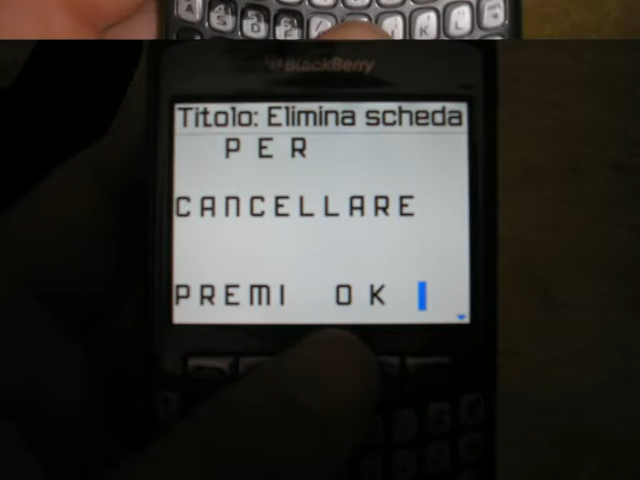 BlackBerry
Titolo: Elimina scheda
PER
CANCELLARE
PREMI OK